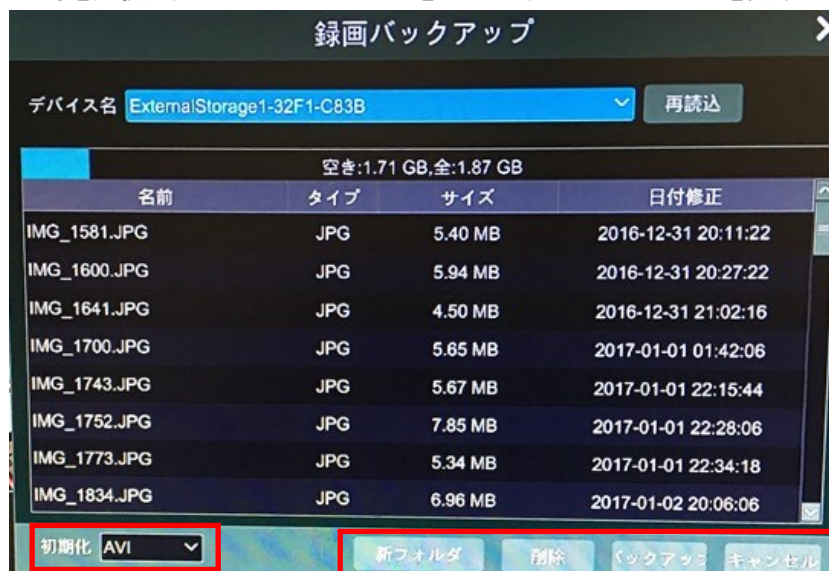 録画バックアップ
デバイス名 ExternalStorage1-32F1-C83B 再読込
空き:1.71 GB,全:1.87 GB
名前 タイプ サイズ 日付修正
IMG_1581.JPG JPG 5.40 MB 2016-12-31 20:11:22
IMG_1600.JPG JPG 5.94 MB 2016-12-31 20:27:22
IMG_1641.JPG JPG 4.50 MB 2016-12-31 21:02:16
IMG_1700.JPG JPG 5.65 MB 2017-01-01 01:42:06
IMG_1743.JPG JPG 5.67 MB 2017-01-01 22:15:44
IMG_1752.JPG JPG 7.85 MB 2017-01-01 22:28:06
IMG_1773.JPG JPG 5.34 MB 2017-01-01 22:34:18
IMG_1834.JPG JPG 6.96 MB 2017-01-02 20:06:06
初期化 AVI 新フォルダ 削除 キャンセル